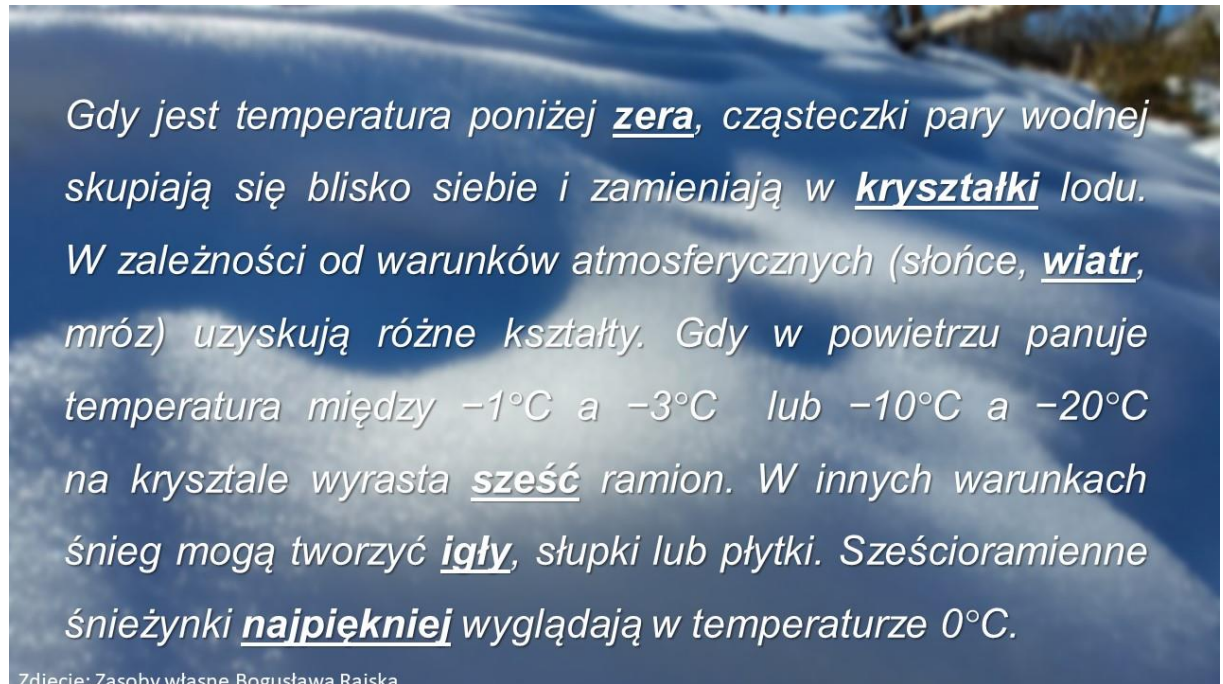 Gdy jest temperatura poniżej zera, cząsteczki pary wodnej
skupiają się blisko siebie i zamieniają w kryształki lodu.
W zależności od warunków atmosferycznych (słońce, wiatr,
mróz) uzyskują różne kształty. Gdy w powietrzu panuje
temperatura między −1°C a −3°C lub −10°C a −20°C
na krysztale wyrasta sześć ramion. W innych warunkach
śnieg mogą tworzyć igły, słupki lub płytki. Sześcioramienne
śnieżynki najpiękniej wyglądają w temperaturze 0°C.
Zdjęcie: Zasoby własne Bogusława Rajska